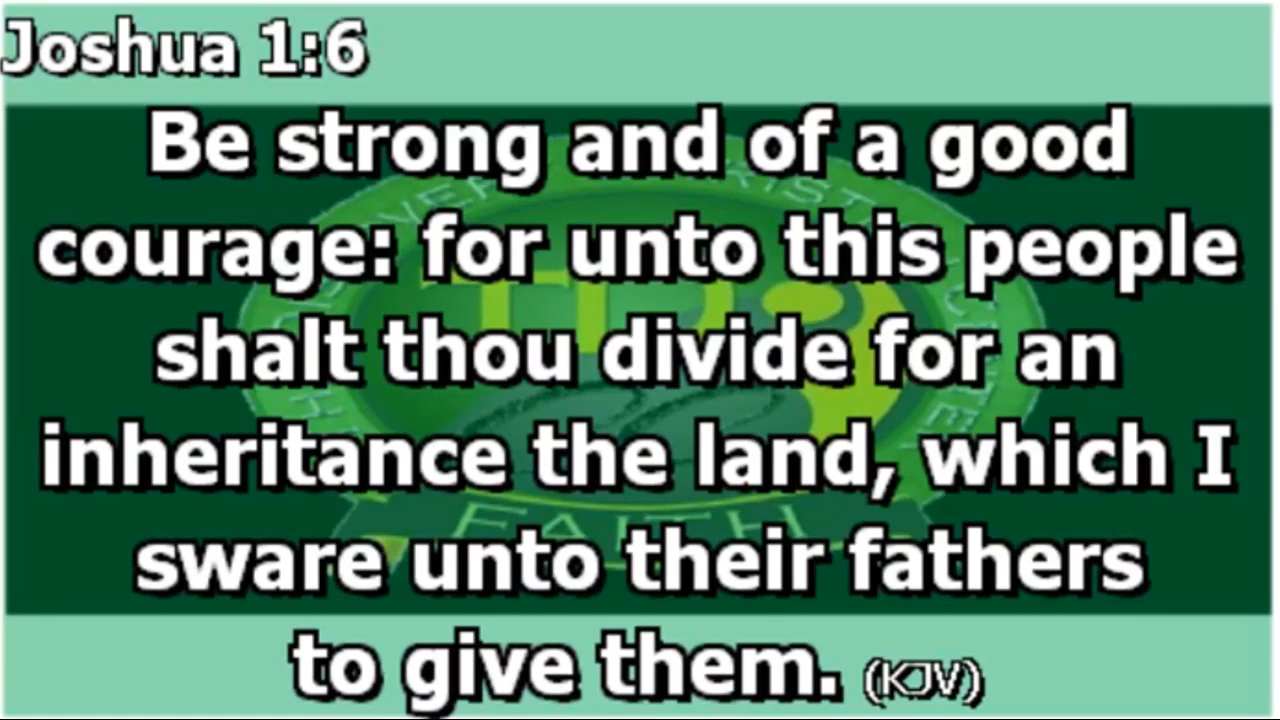 Joshua 1:6
Be strong and of a good
courage: for unto this people
shalt thou divide for an
inheritance the land, which I
sware unto their fathers
to give them. (KJV)
FAITH